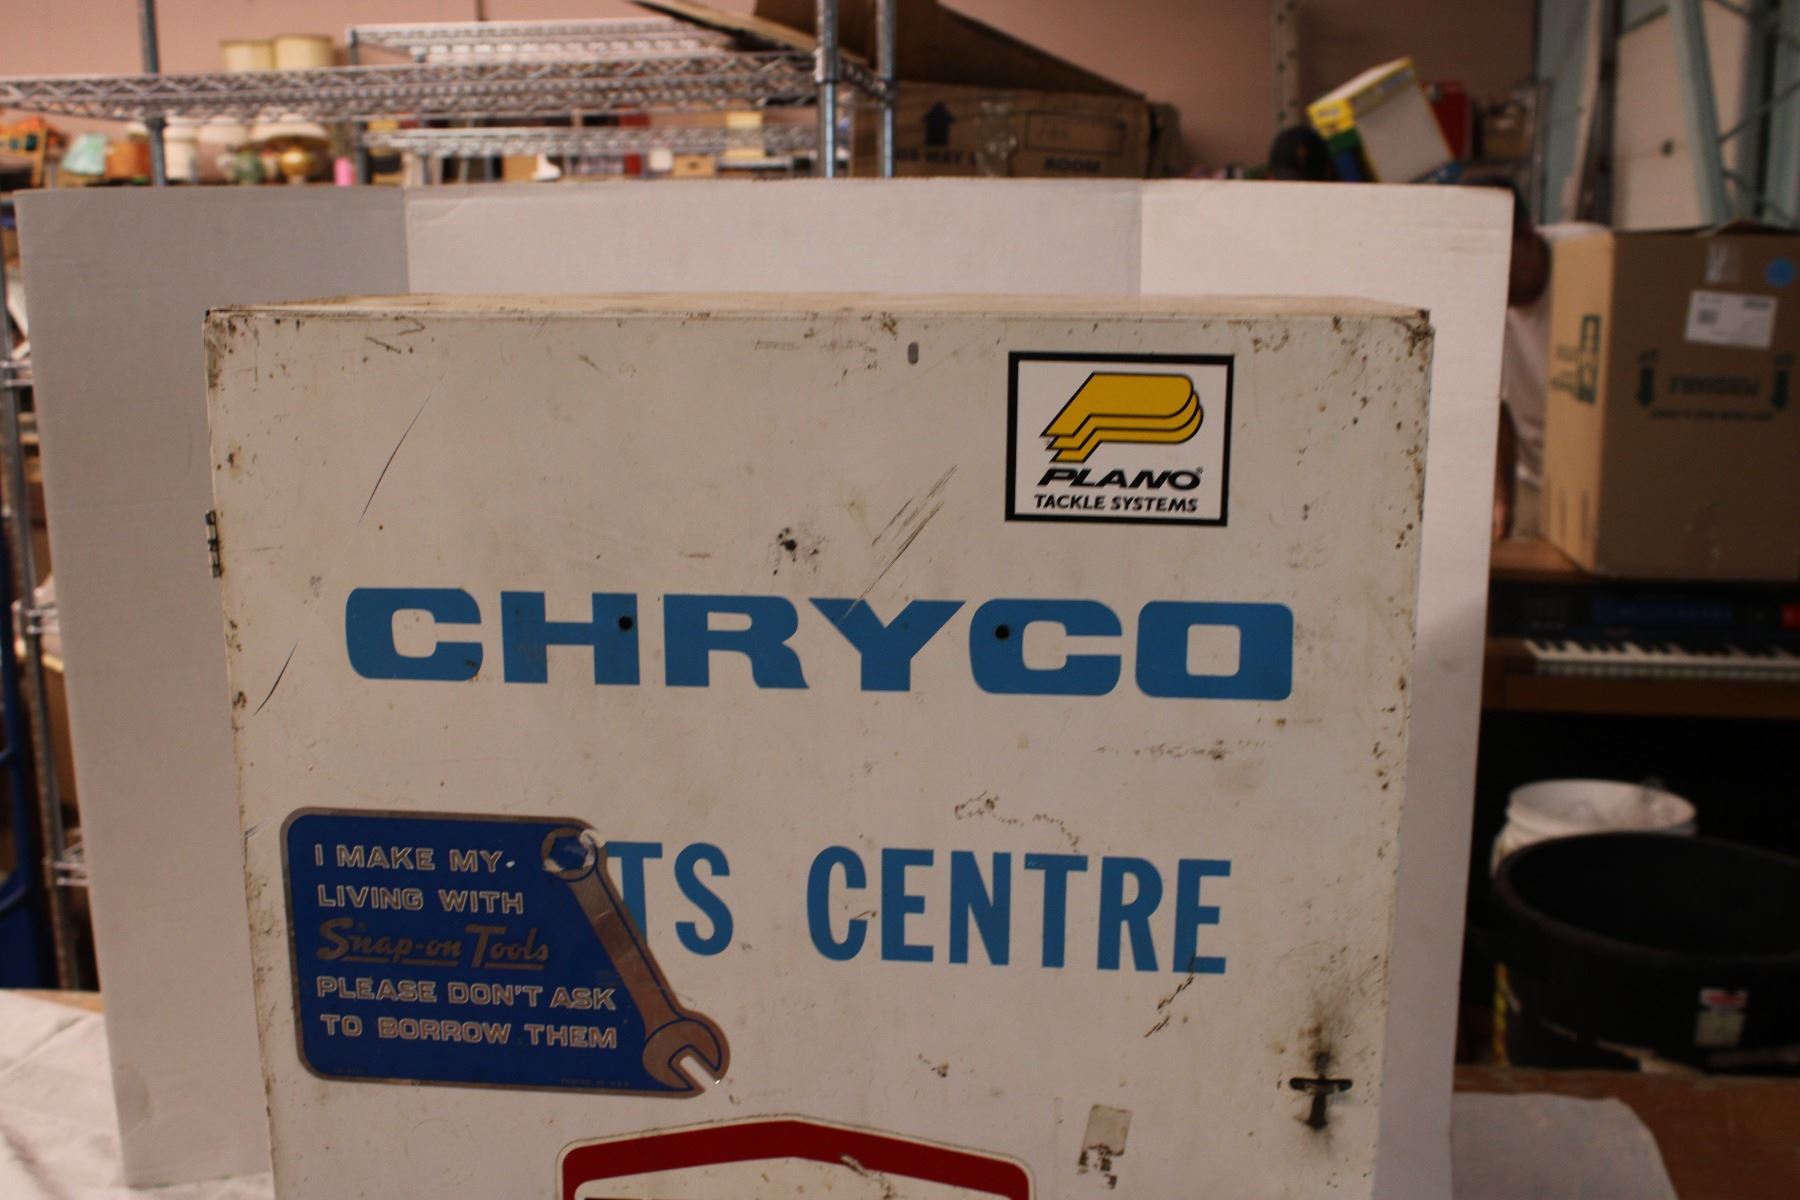 PLANO®
TACKLE SYSTEMS
CHRYCO
TS CENTRE
I MAKE MY
LIVING WITH
Snap-on Tools
PLEASE DON'T ASK
TO BORROW THEM
ROOM